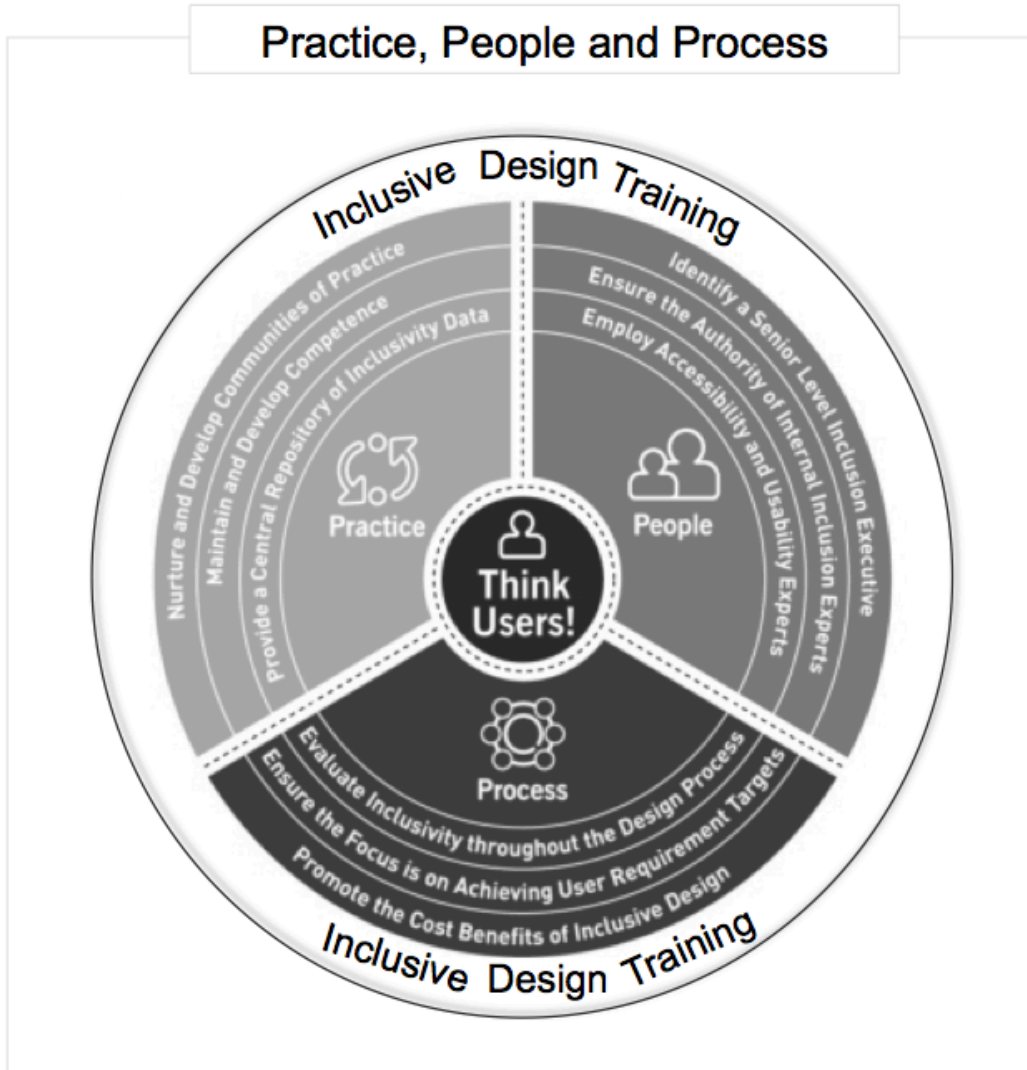 Practice, People and Process
Inclusive Design Training
Nurture and Develop Communities of Practice
Maintain and Develop Competence
Provide a Central Repository of Inclusivity Data
Practice
Identify a Senior Level Inclusion Executive
Ensure the Authority of Internal Inclusion Experts
Employ Accessibility and Usability Experts
People
Think
Users!
Process
Evaluate Inclusivity throughout the Design Process
Ensure the Focus is on Achieving User Requirement Targets
Promote the Cost Benefits of Inclusive Design
Inclusive Design Training